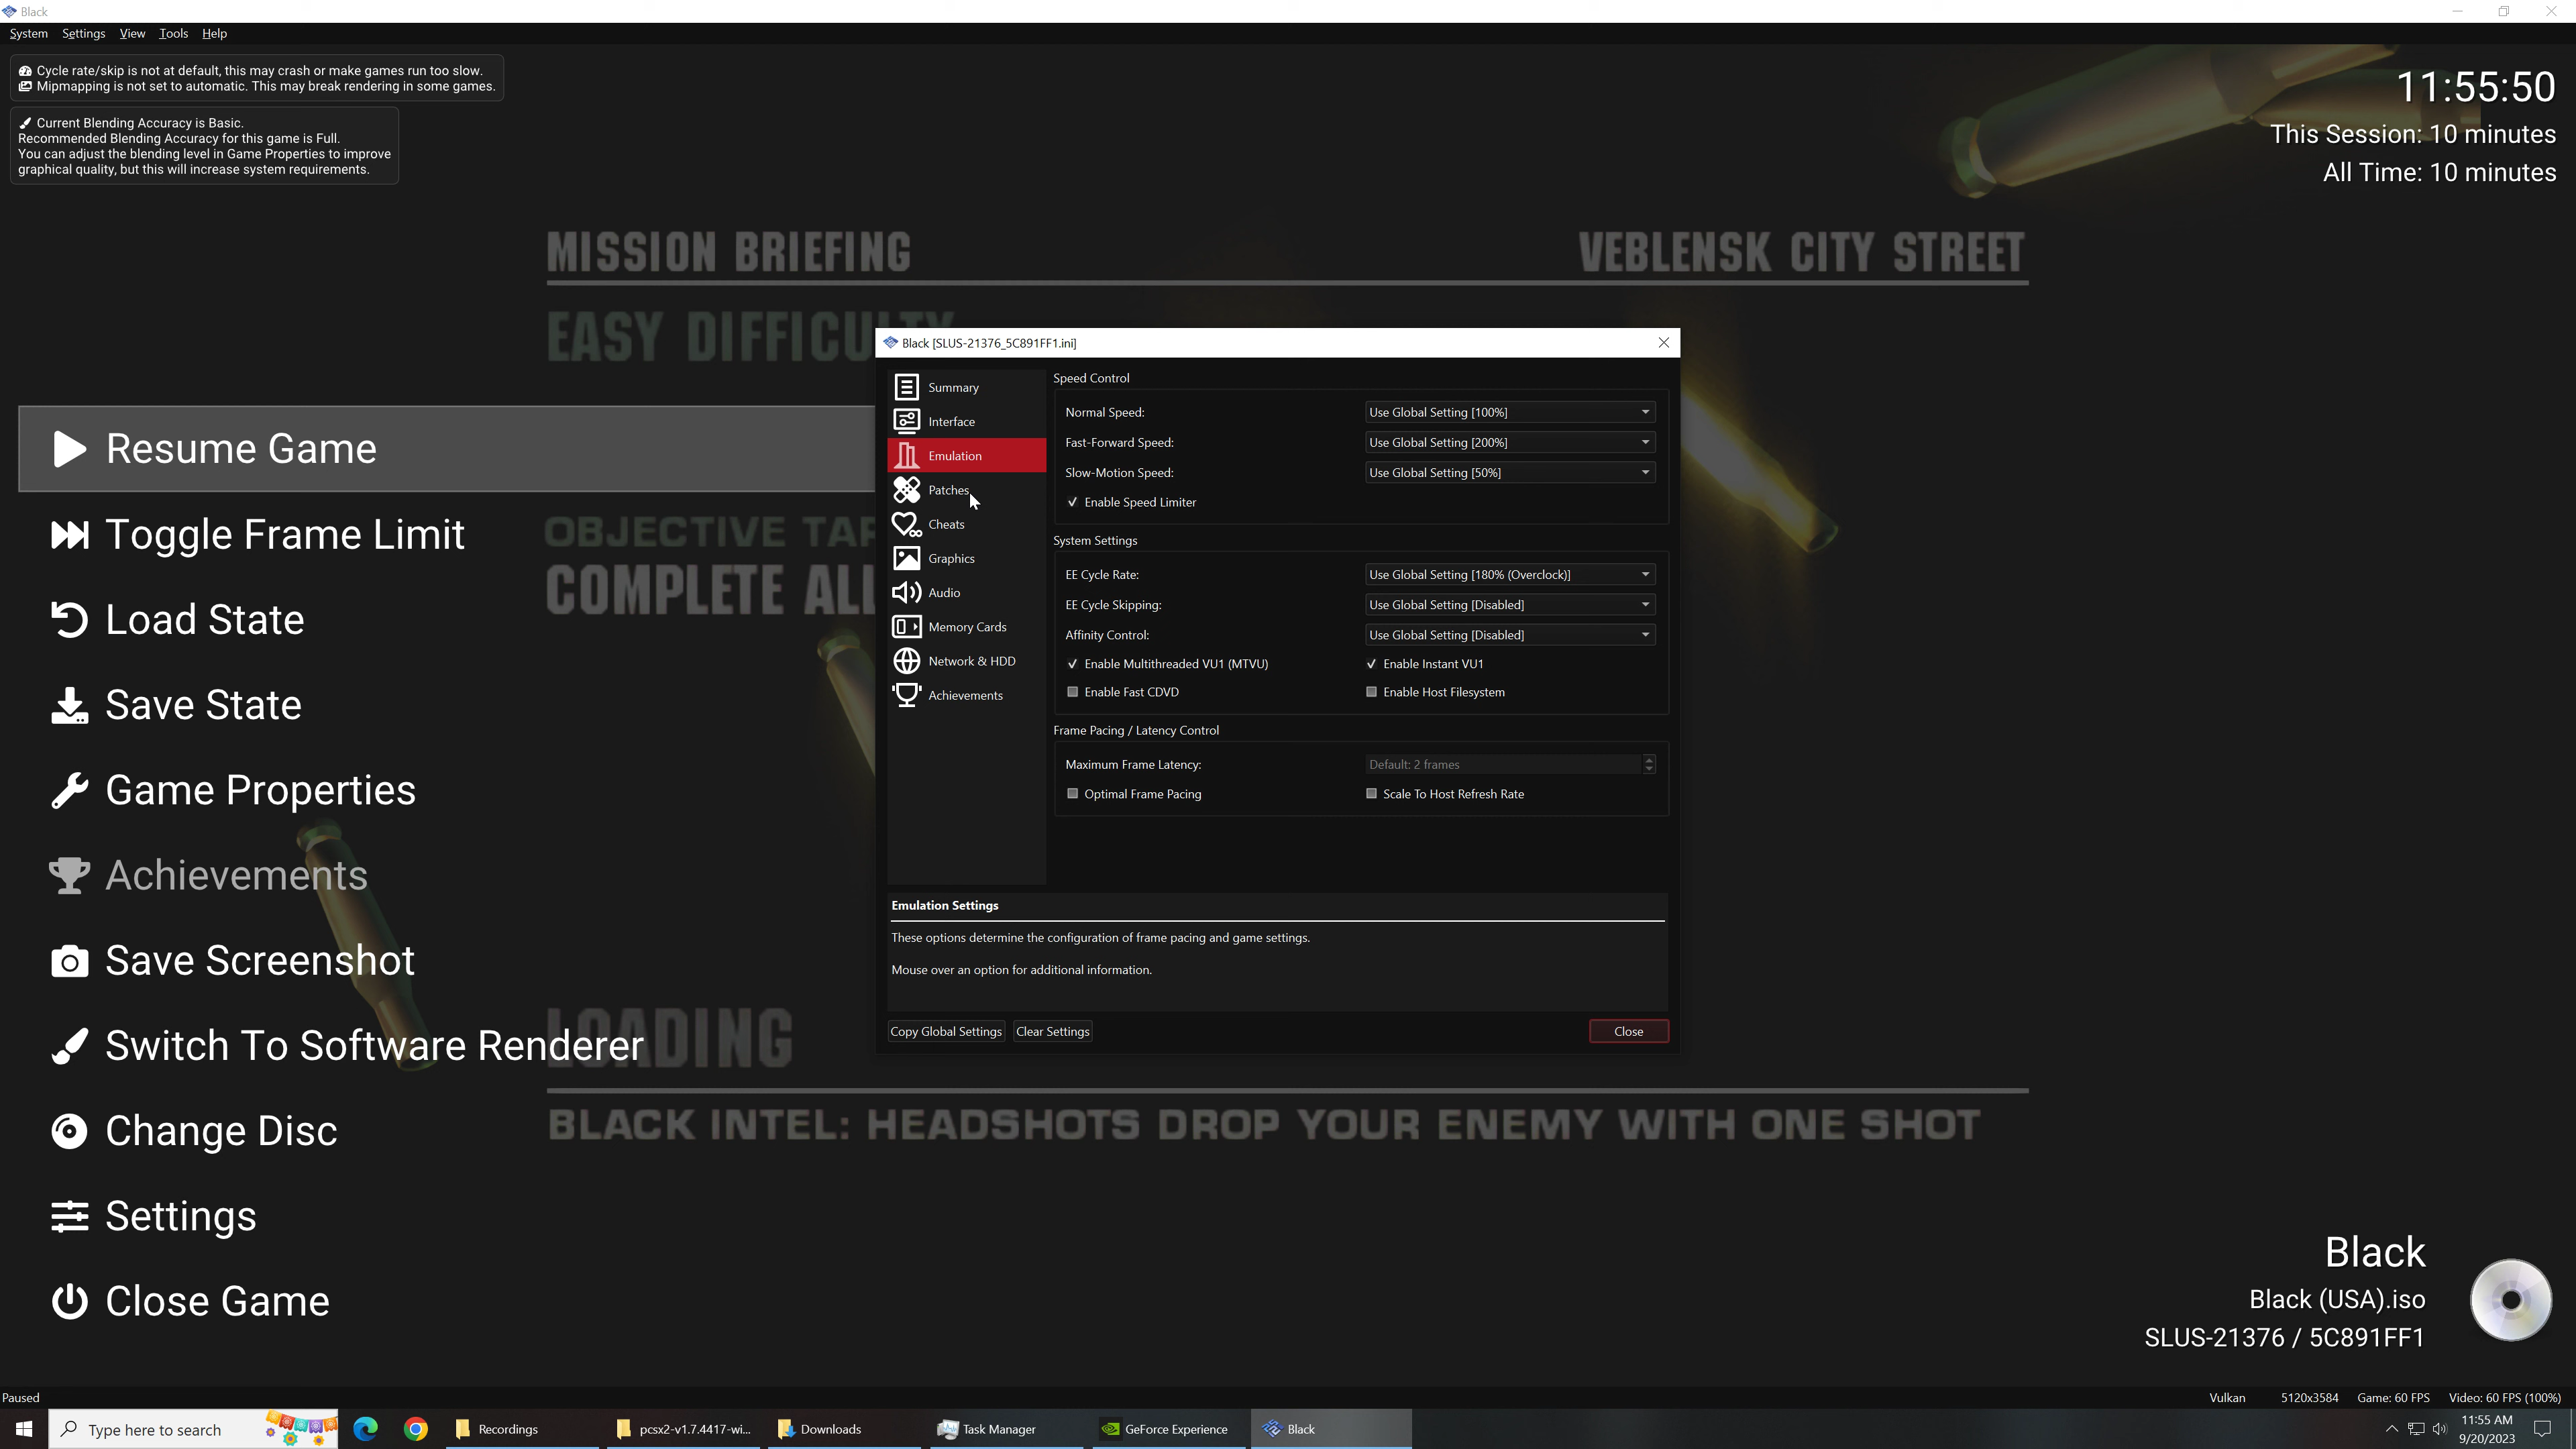 Black
System Settings View Tools Help
Cycle rate/skip is not at default, this may crash or make games run too slow.
Mipmapping is not set to automatic. This may break rendering in some games.
Current Blending Accuracy is Basic.
Recommended Blending Accuracy for this game is Full.
You can adjust the blending level in Game Properties to improve
graphical quality, but this will increase system requirements.
11:55:50
This Session: 10 minutes
All Time: 10 minutes
MISSION BRIEFING
VEBLENSK CITY STREET
EASY DIFFICULTY
Resume Game
Toggle Frame Limit
Load State
Save State
Game Properties
Achievements
Save Screenshot
Switch To Software Renderer
Change Disc
Settings
Close Game
OBJECTIVE TAR
COMPLETE ALL
LOADING
BLACK INTEL: HEADSHOTS DROP YOUR ENEMY WITH ONE SHOT
Black [SLUS-21376_5C891FF1.ini]
Summary
Interface
Emulation
Patches
Cheats
Graphics
Audio
Memory Cards
Network & HDD
Achievements
Speed Control
Normal Speed: Use Global Setting [100%]
Fast-Forward Speed: Use Global Setting [200%]
Slow-Motion Speed: Use Global Setting [50%]
Enable Speed Limiter
System Settings
EE Cycle Rate: Use Global Setting [180% (Overclock)]
EE Cycle Skipping: Use Global Setting [Disabled]
Affinity Control: Use Global Setting [Disabled]
Enable Multithreaded VU1 (MTVU) Enable Instant VU1
Enable Fast CDVD Enable Host Filesystem
Frame Pacing / Latency Control
Maximum Frame Latency: Default: 2 frames
Optimal Frame Pacing Scale To Host Refresh Rate
Emulation Settings
These options determine the configuration of frame pacing and game settings.
Mouse over an option for additional information.
Copy Global Settings Clear Settings Close
Black
Black (USA).iso
SLUS-21376 / 5C891FF1
Paused
Vulkan 5120x3584 Game: 60 FPS Video: 60 FPS (100%)
Type here to search
Recordings
pcsx2-v1.7.4417-wi...
Downloads
Task Manager
GeForce Experience
Black
11:55 AM
9/20/2023